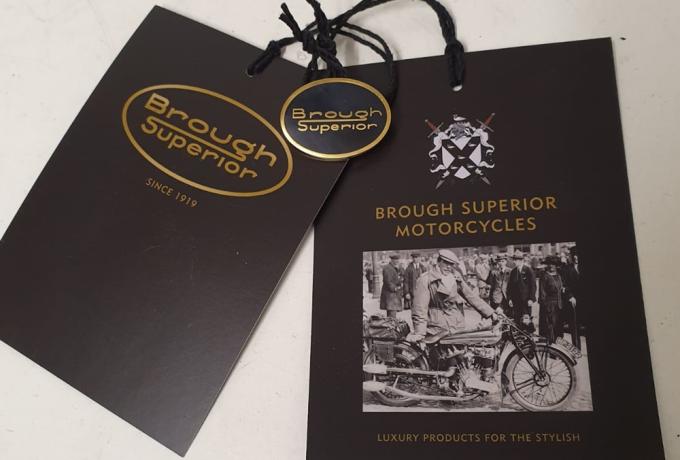 Brough
Superior
SINCE 1919
Brough
Superior
BROUGH SUPERIOR
MOTORCYCLES
LUXURY PRODUCTS FOR THE STYLISH